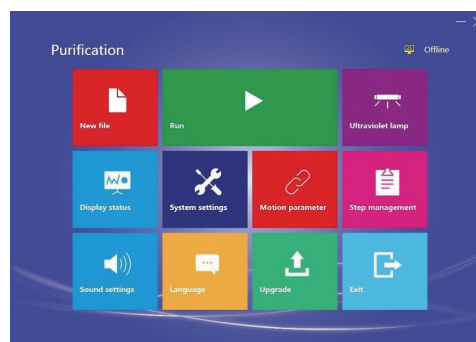 Purification
Offline
New file
Run
Ultraviolet lamp
Display status
System settings
Motion parameter
Step management
Sound settings
Language
Upgrade
Exit